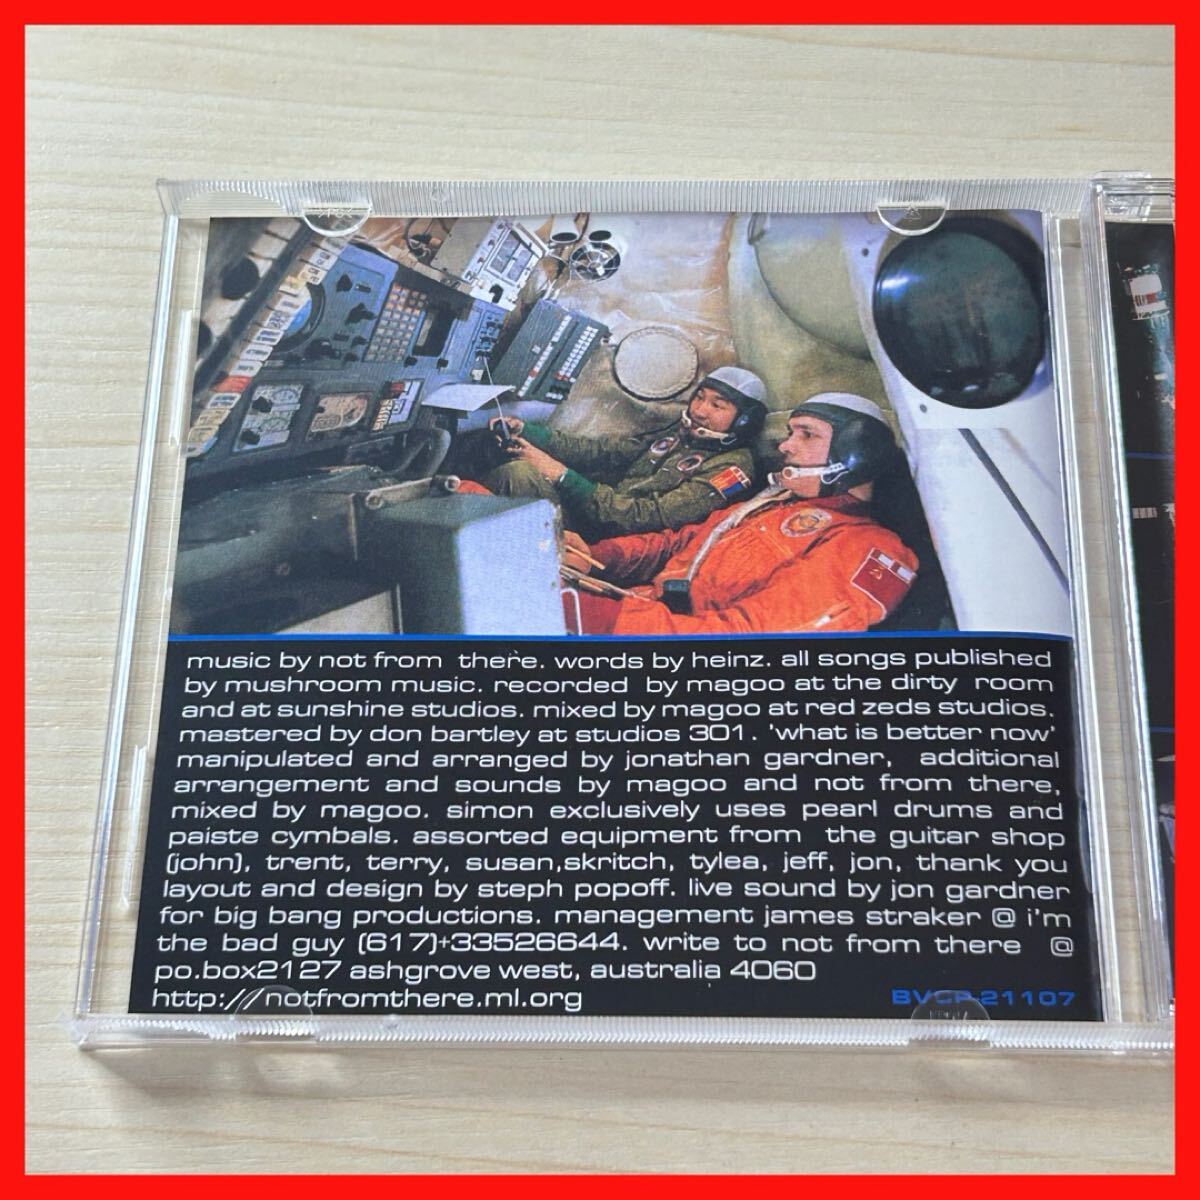 music by not from there. words by heinz. all songs published
by mushroom music. recorded by magoo at the dirty room
and at sunshine studios. mixed by magoo at red zeds studios.
mastered by don bartley at studios 301. 'what is better now'
manipulated and arranged by jonathan gardner, additional
arrangement and sounds by magoo and not from there,
mixed by magoo. simon exclusively uses pearl drums and
paiste cymbals. assorted equipment from the guitar shop
(john), trent, terry, susan,skritch, tylea, jeff, jon, thank you
layout and design by steph popoff. live sound by jon gardner
for big bang productions. management james straker @ i'm
the bad guy (617)+33526644. write to not from there @
po.box2127 ashgrove west, australia 4060
http://notfromthere.ml.org
BVCP-21107